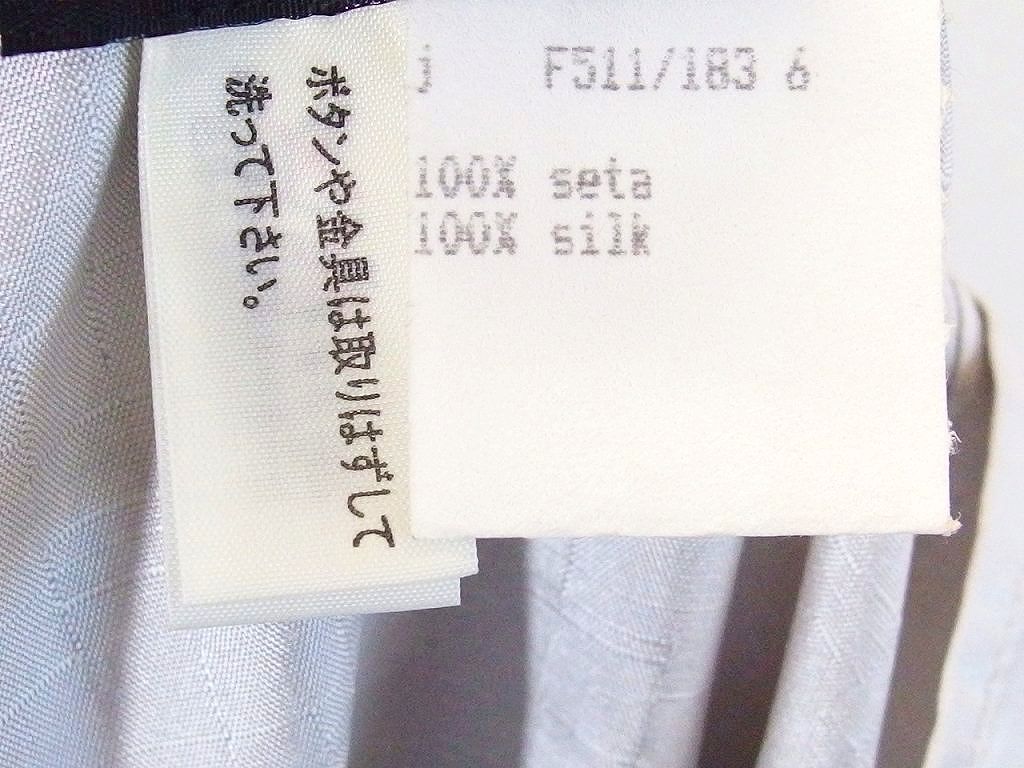 ボタンや金具は取りはずして
洗って下さい。
F511/183 6
100% seta
100% silk